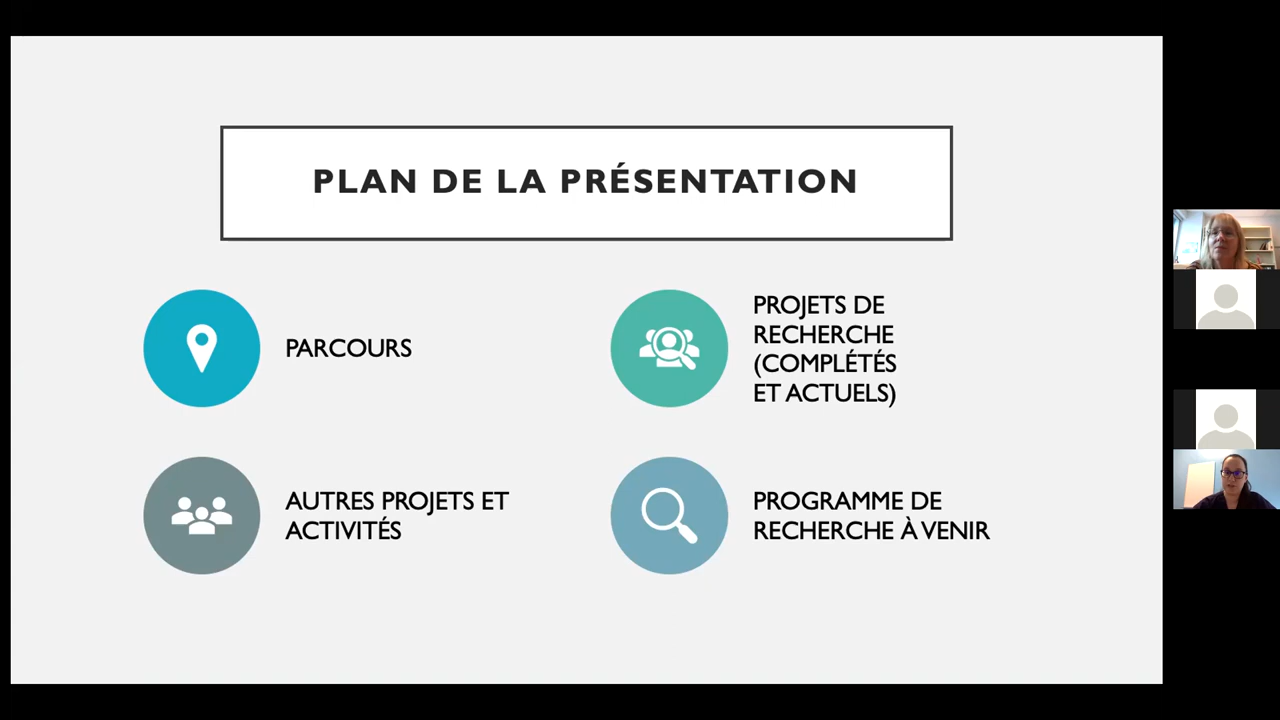 PLAN DE LA PRÉSENTATION
PARCOURS
PROJETS DE
RECHERCHE
(COMPLÉTÉS
ET ACTUELS)
AUTRES PROJETS ET
ACTIVITÉS
PROGRAMME DE
RECHERCHE À VENIR